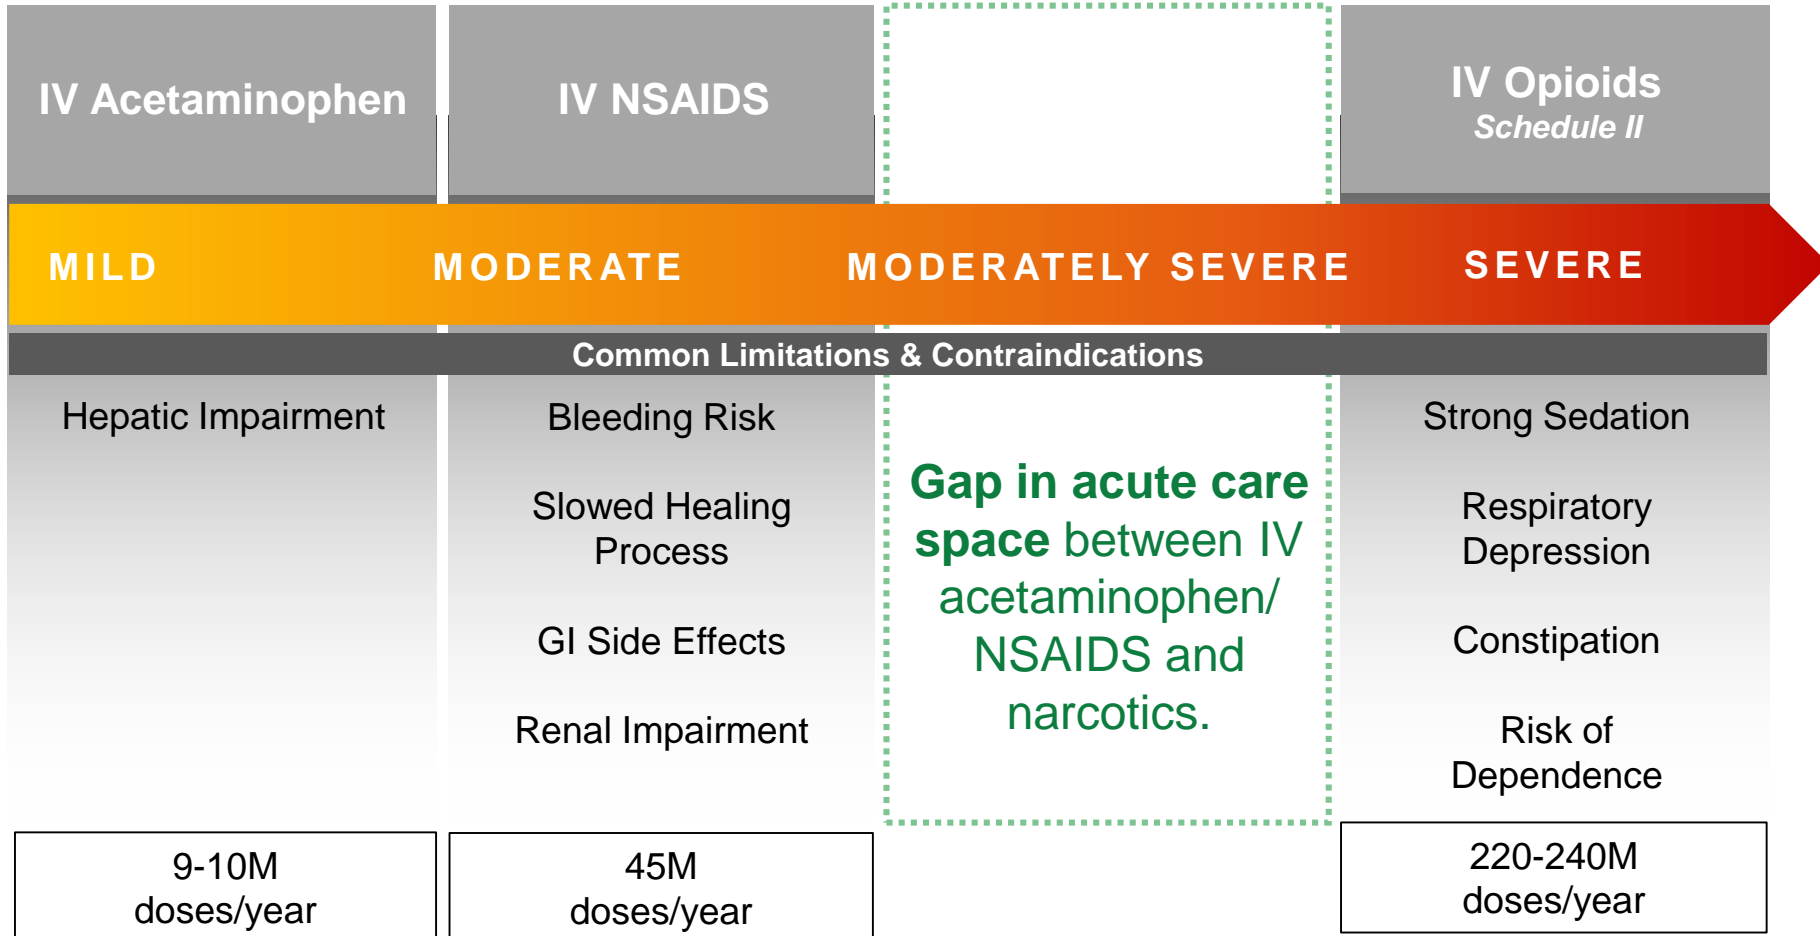 IV Acetaminophen
IV NSAIDS
IV Opioids
Schedule II
MILD
MODERATE
MODERATELY SEVERE
SEVERE
Common Limitations & Contraindications
Hepatic Impairment
Bleeding Risk
Slowed Healing
Process
GI Side Effects
Renal Impairment
Gap in acute care
space between IV
acetaminophen/
NSAIDS and
narcotics.
Strong Sedation
Respiratory
Depression
Constipation
Risk of
Dependence
9-10M
doses/year
45M
doses/year
220-240M
doses/year